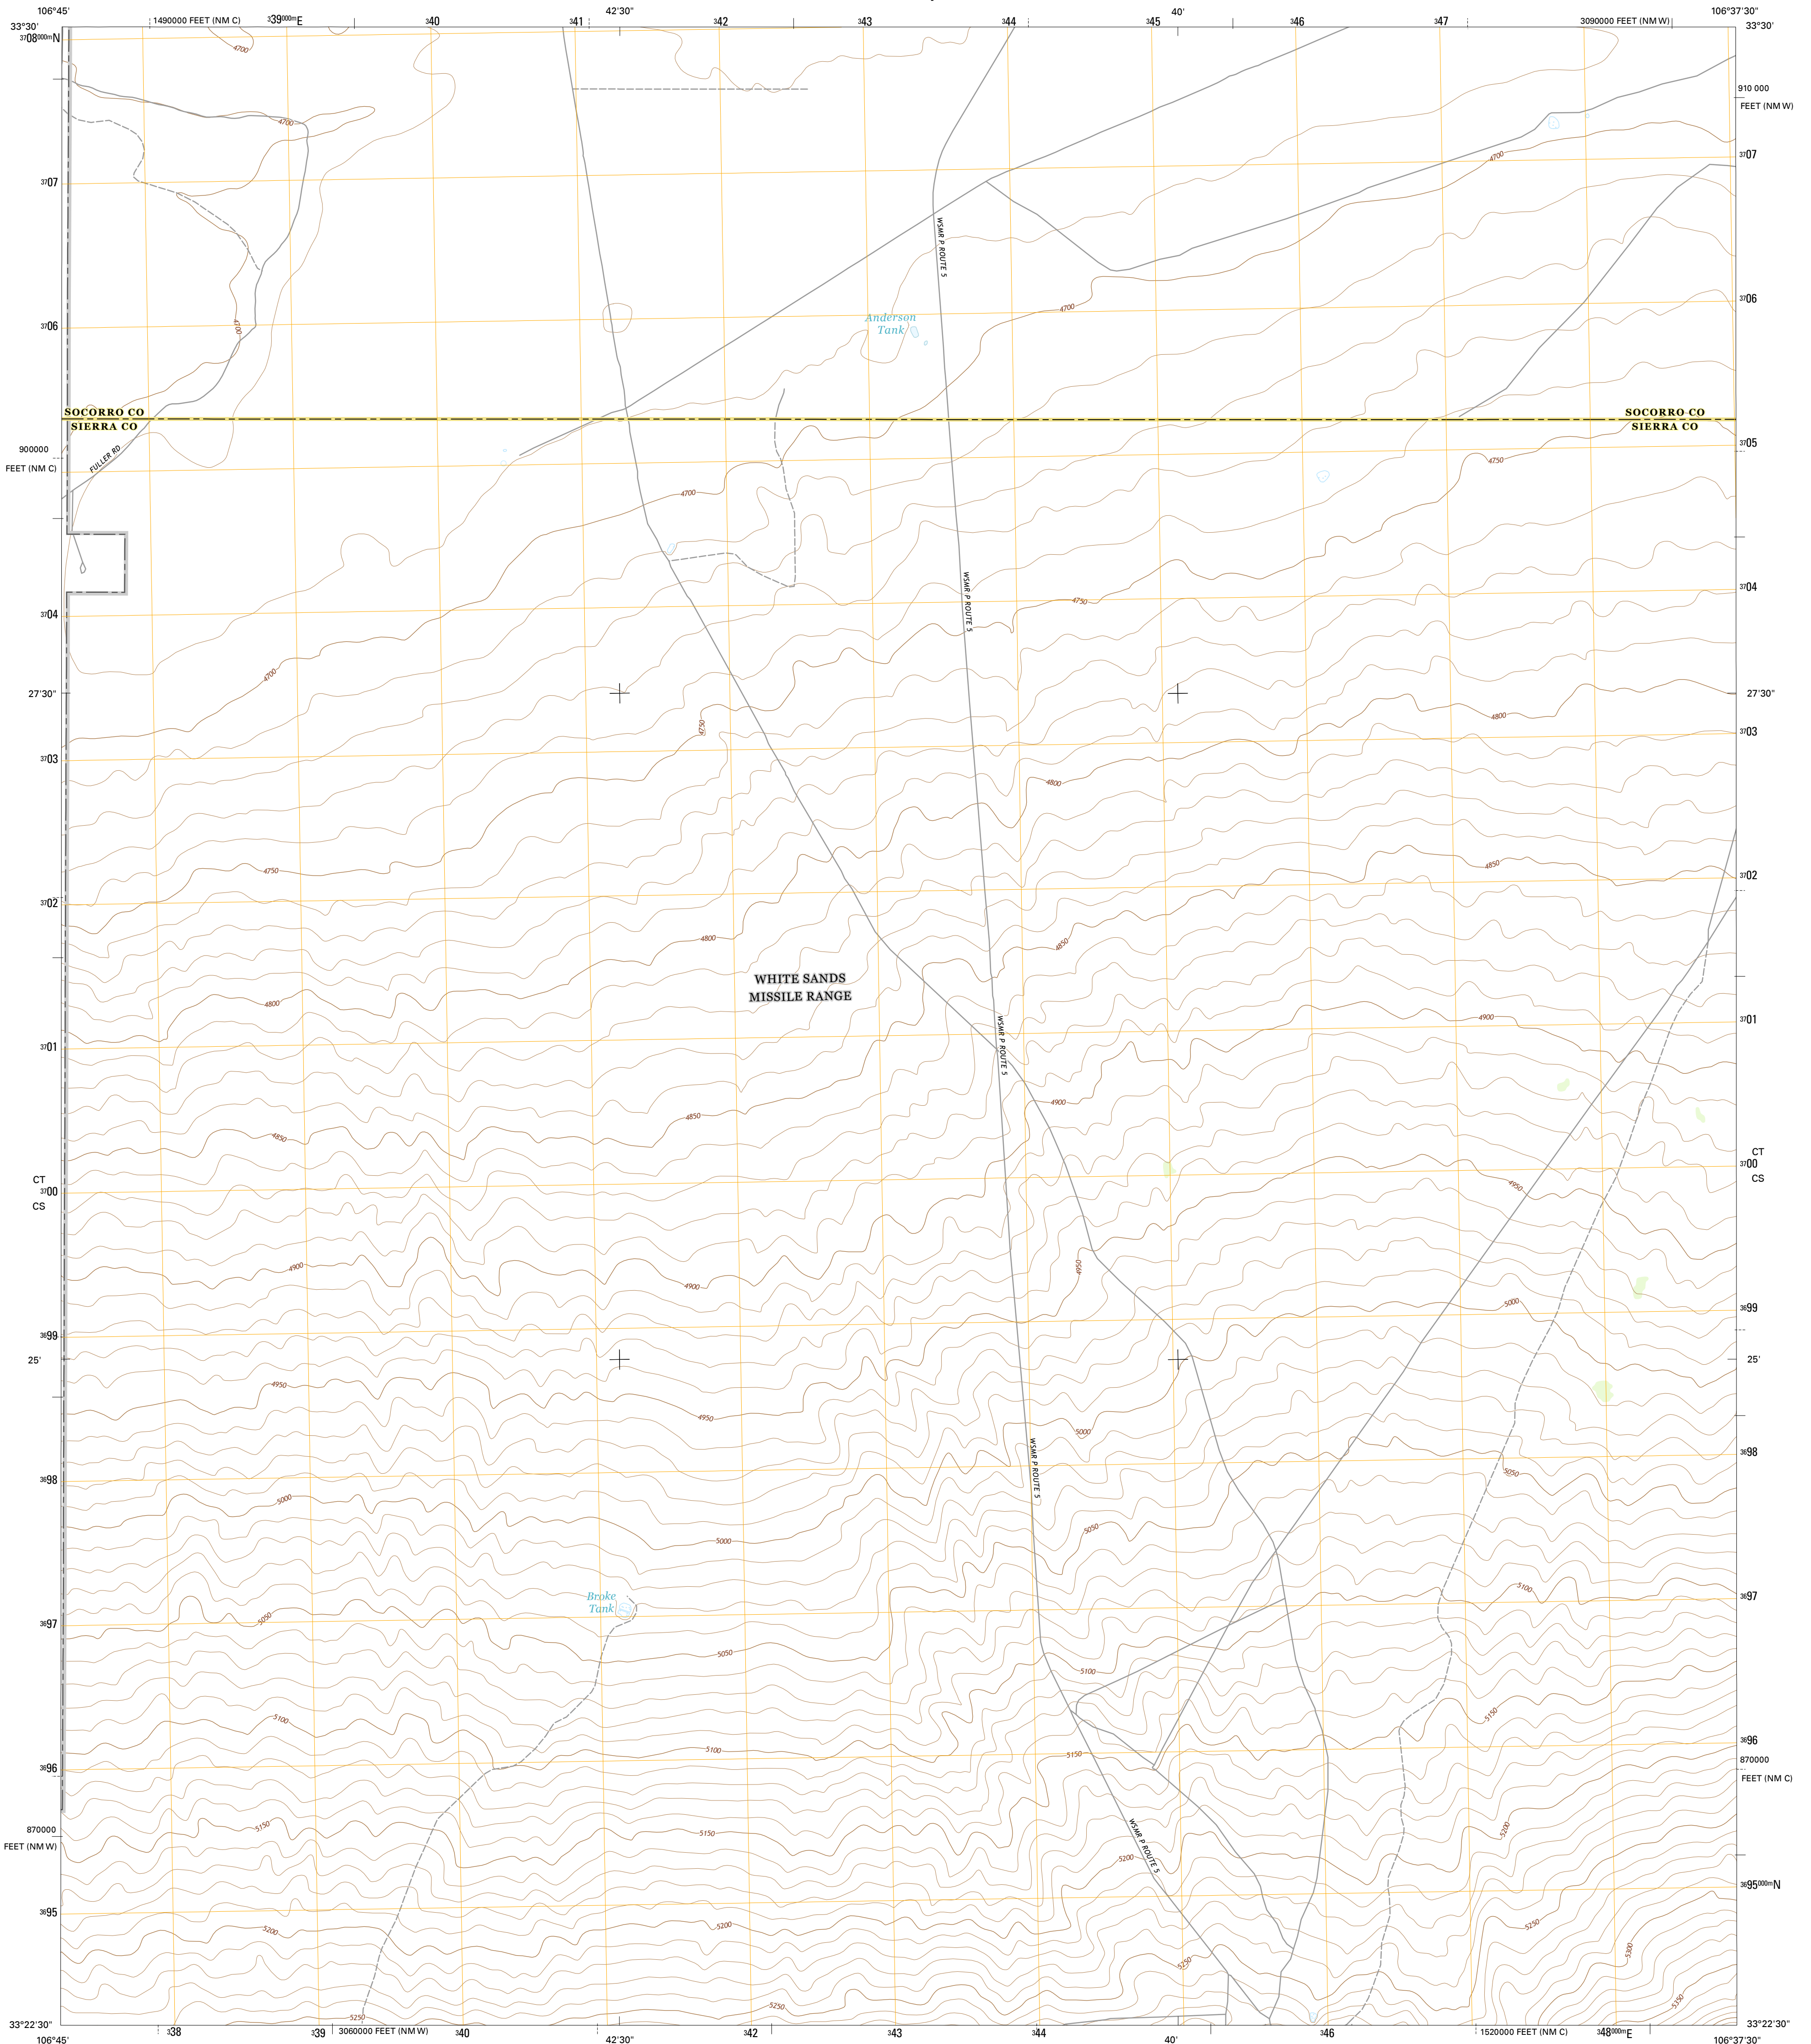 106°45' 42'30" 40' 106°37'30"
1490000 FEET (NM C) 339000mE 340 341 342 343 344 345 346 347 3090000 FEET (NM W)
33°30' 33°30'
3708000mN
4700
910 000
FEET (NM W)
4700
4700
3707 3707
WSMR P ROUTE 5
3706 3706
4700
4700
Anderson
Tank
SOCORRO CO SOCORRO CO
SIERRA CO SIERRA CO
3705
900000
FEET (NM C)
FULLER RD
4750
4700
WSMR P ROUTE 5
4750
3704 3704
4700
27'30" 27'30"
4800
4750
3703 3703
4800
4850
4750
3702 3702
4800
4850
WHITE SANDS
MISSILE RANGE
4800
4900
3701 3701
WSMR P ROUTE 5
4900
4850
4850
CT CT
3700 3700
CS CS
4950
4900
4950
4900
5000
3699 3699
25' 25'
4950
4950
5000
3698 3698
WSMR P ROUTE 5
5050
5000
5050
5000
5100
Broke
Tank
3697 3697
5050
5050
5100
5150
5100
5100
3696 3696
5150
870000
FEET (NM C)
870000
FEET (NM W)
5150
5150
5200
WSMR P ROUTE 5
5200
3695000mN
3695
5200
5200
5250
5300
5250
5350
5250
5250
33°22'30" 33°22'30"
338 339 3060000 FEET (NM W) 340 342 343 344 346 1520000 FEET (NM C) 348000mE
106°45' 42'30" 40' 106°37'30"